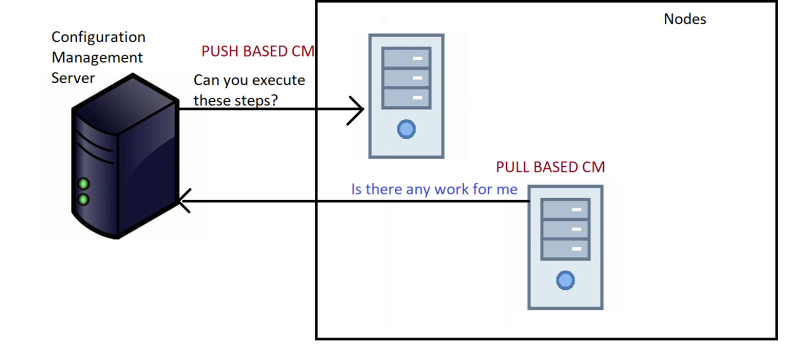 Configuration
Management
Server
PUSH BASED CM
Can you execute
these steps?
Nodes
PULL BASED CM
Is there any work for me